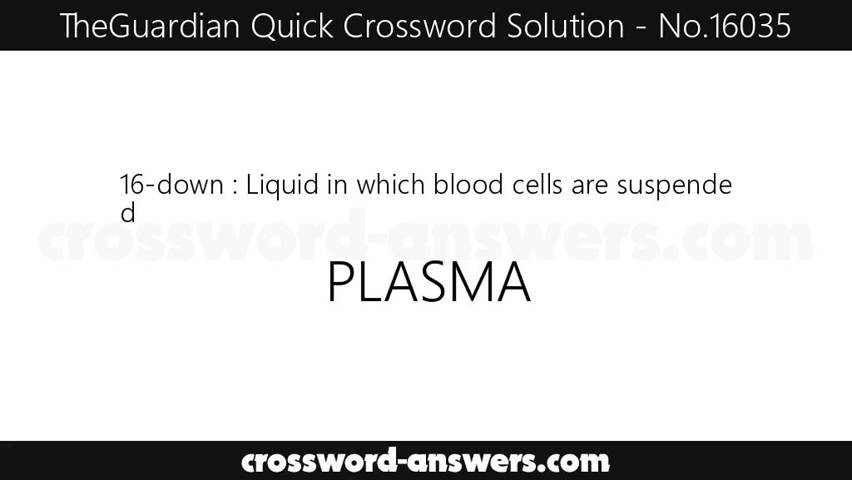 TheGuardian Quick Crossword Solution - No.16035
16-down : Liquid in which blood cells are suspende
d
crossword-answers.com
PLASMA
crossword-answers.com